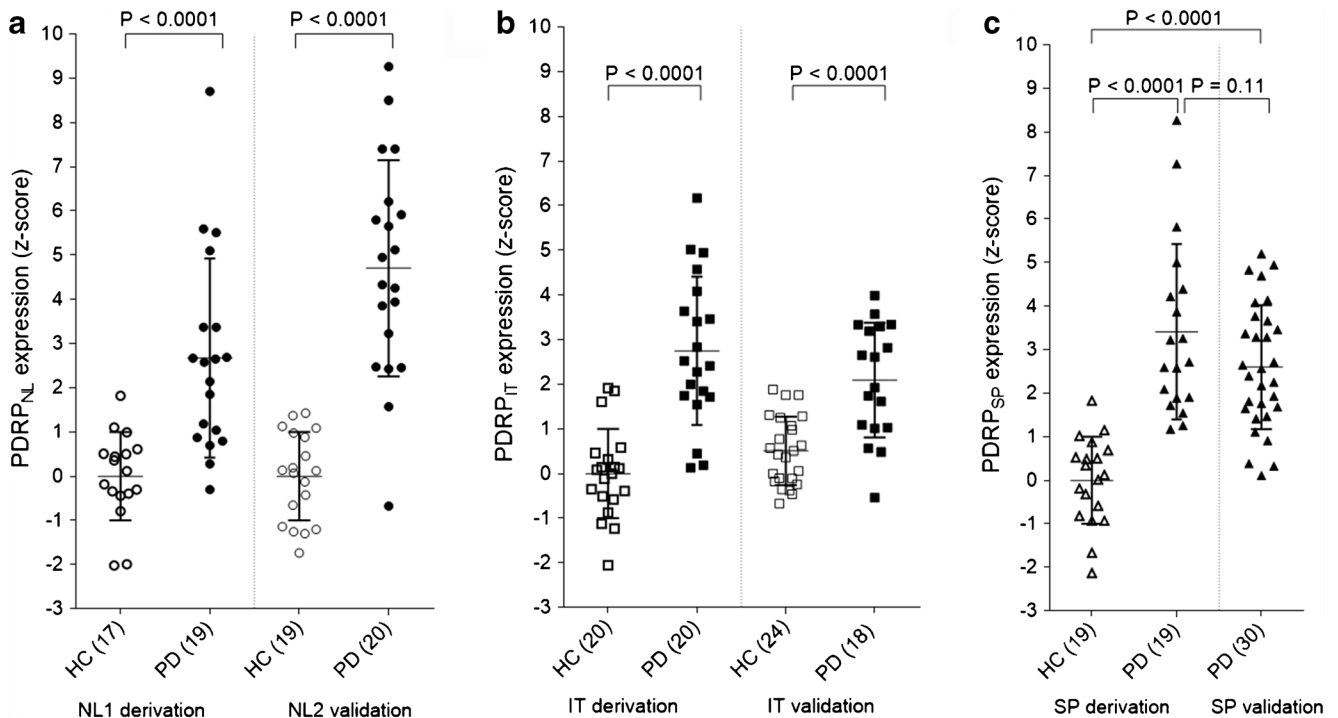 a
P < 0.0001
P < 0.0001
PDRP_NL expression (z-score)
10
9
8
7
6
5
4
3
2
1
0
-1
-2
-3
HC (17)
PD (19)
HC (19)
PD (20)
NL1 derivation
NL2 validation
b
P < 0.0001
P < 0.0001
PDRP_IT expression (z-score)
10
9
8
7
6
5
4
3
2
1
0
-1
-2
-3
HC (20)
PD (20)
HC (24)
PD (18)
IT derivation
IT validation
c
P < 0.0001
P < 0.0001
P = 0.11
PDRP_SP expression (z-score)
10
9
8
7
6
5
4
3
2
1
0
-1
-2
-3
HC (19)
PD (19)
PD (30)
SP derivation
SP validation